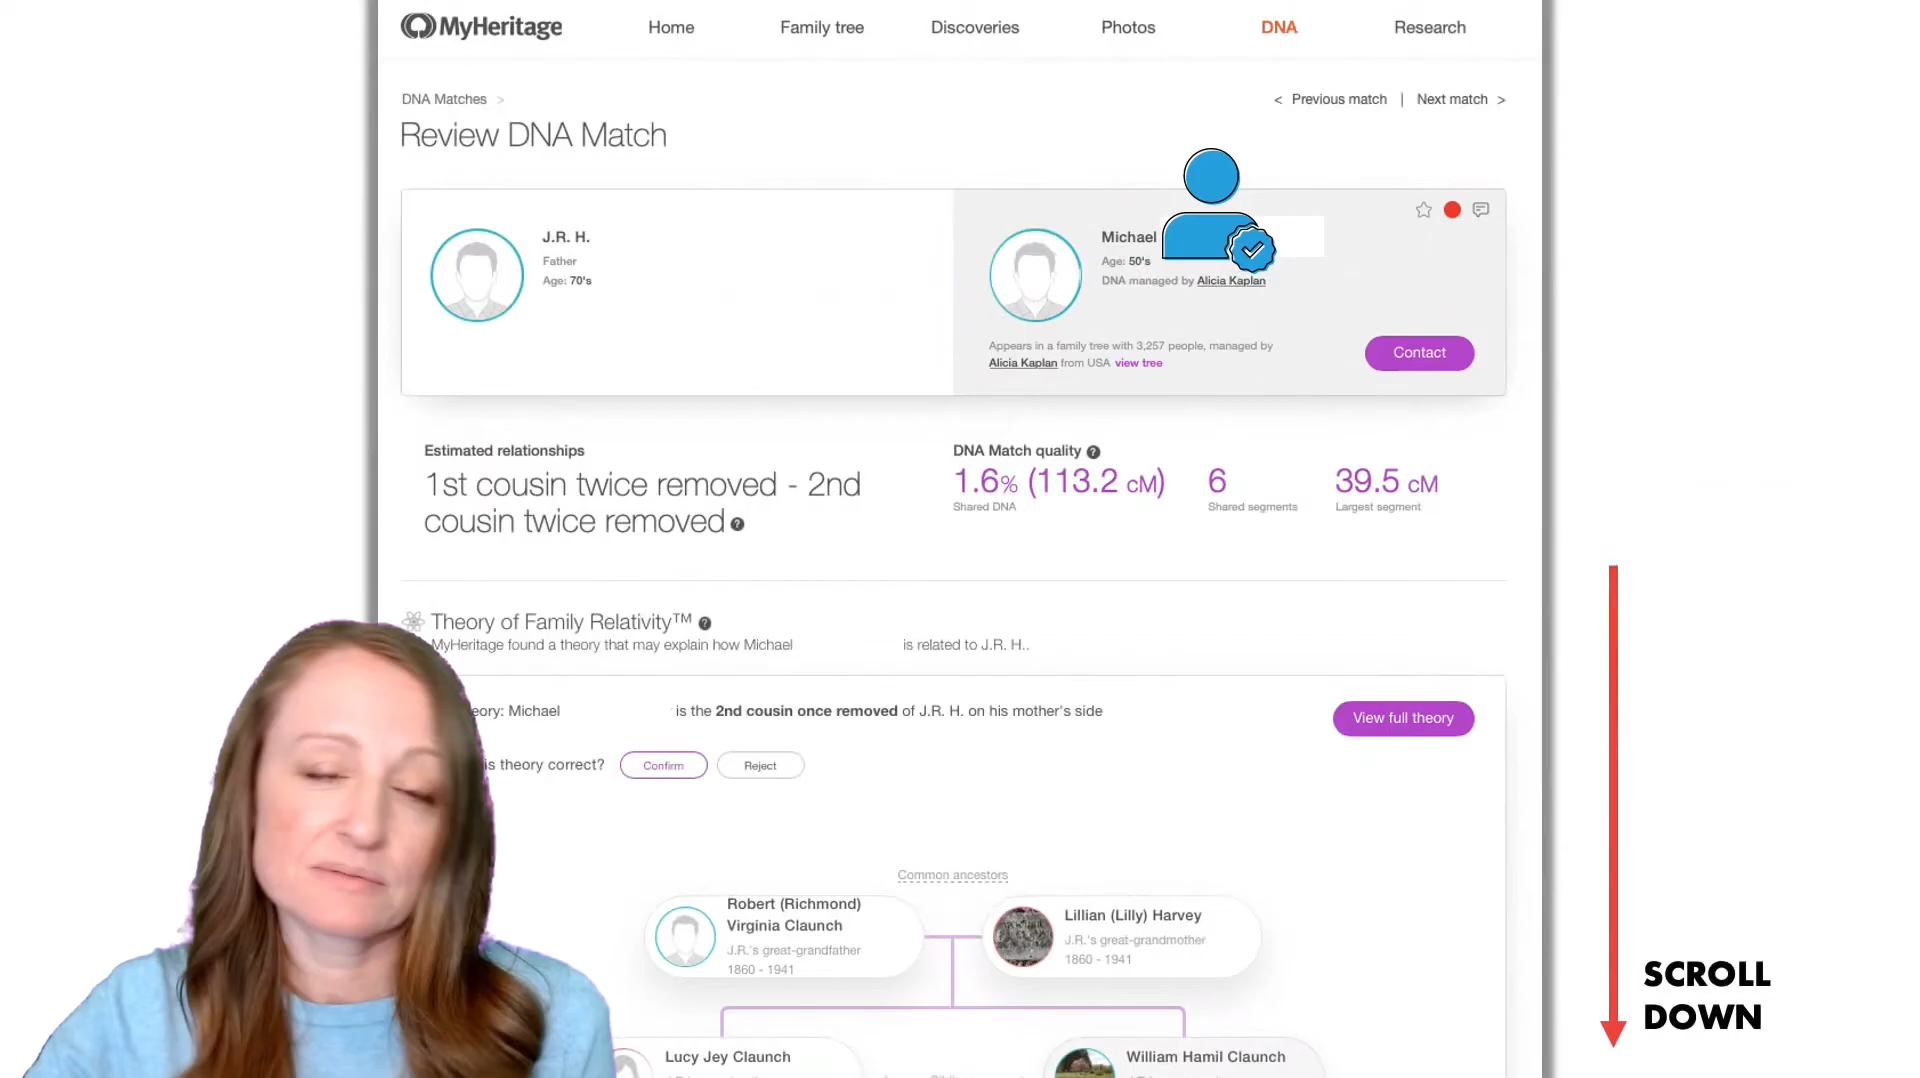 MyHeritage
Home
Family tree
Discoveries
Photos
DNA
Research
DNA Matches >
< Previous match | Next match >
Review DNA Match
J.R. H.
Father
Age: 70's
Michael
Age: 50's
DNA managed by Alicia Kaplan
Appears in a family tree with 3,257 people, managed by
Alicia Kaplan from USA view tree
Contact
Estimated relationships
1st cousin twice removed - 2nd
cousin twice removed ?
DNA Match quality ?
1.6% (113.2 cM)
Shared DNA
6
Shared segments
39.5 cM
Largest segment
Theory of Family Relativity™ ?
MyHeritage found a theory that may explain how Michael is related to J.R. H..
eory: Michael is the 2nd cousin once removed of J.R. H. on his mother's side
View full theory
is theory correct?
Confirm
Reject
Common ancestors
Robert (Richmond)
Virginia Claunch
J.R.'s great-grandfather
1860 - 1941
Lillian (Lilly) Harvey
J.R.'s great-grandmother
1860 - 1941
Lucy Jey Claunch
William Hamil Claunch
SCROLL
DOWN